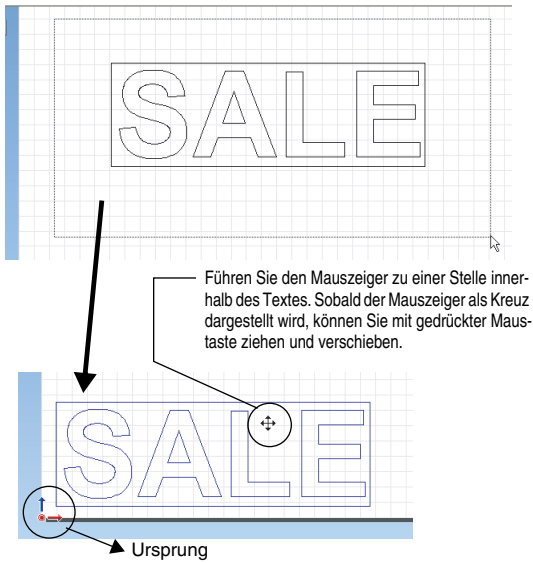 SALE
Führen Sie den Mauszeiger zu einer Stelle inner-
halb des Textes. Sobald der Mauszeiger als Kreuz
dargestellt wird, können Sie mit gedrückter Maus-
taste ziehen und verschieben.
SALE
Ursprung